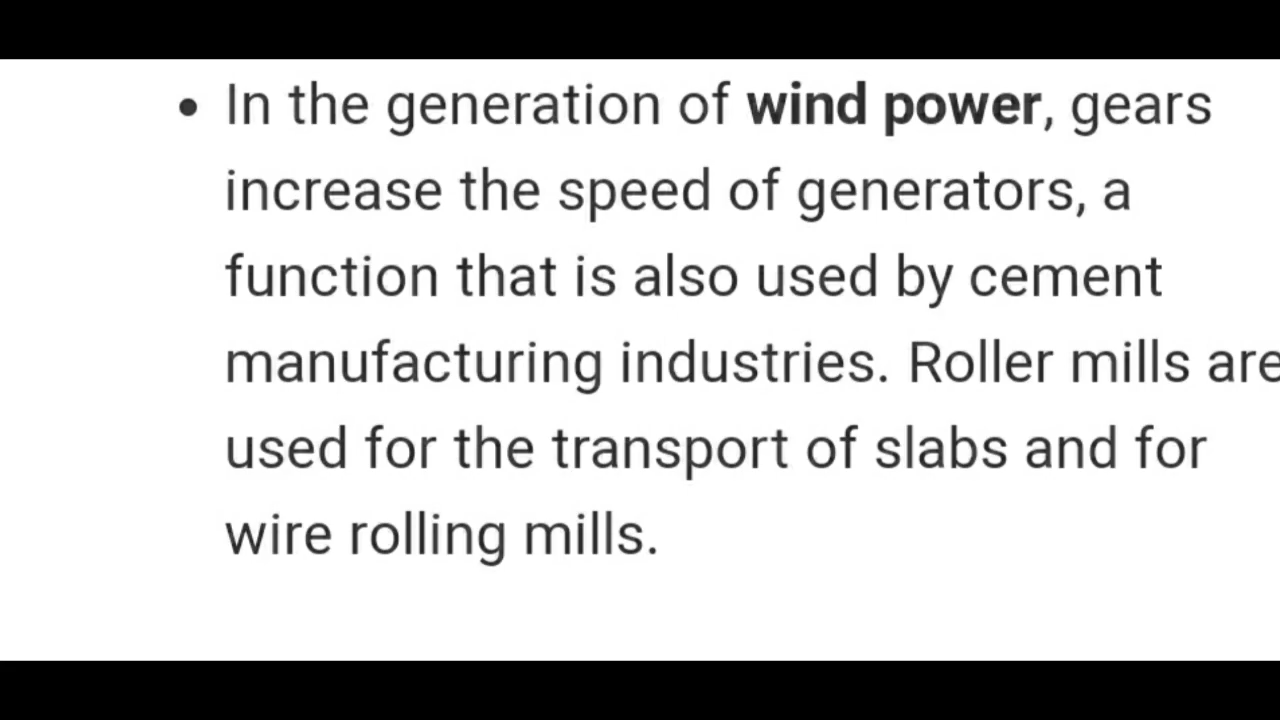 • In the generation of wind power, gears
increase the speed of generators, a
function that is also used by cement
manufacturing industries. Roller mills are
used for the transport of slabs and for
wire rolling mills.